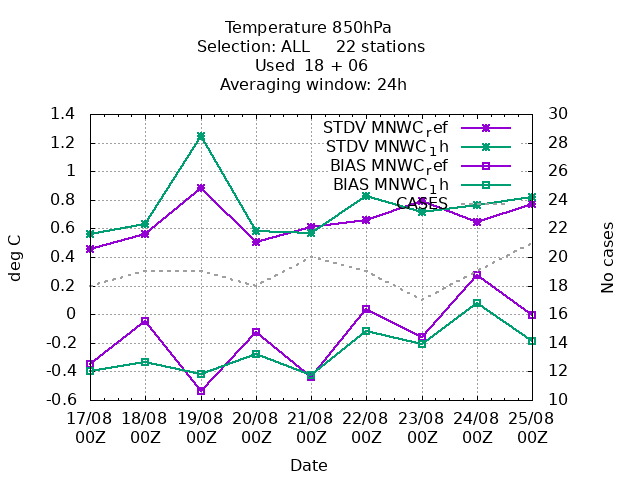 Temperature 850hPa
Selection: ALL     22 stations
Used  18 + 06
Averaging window: 24h
1.4
1.2
1
0.8
0.6
0.4
0.2
0
-0.2
-0.4
-0.6
deg C
30
28
26
24
22
20
18
16
14
12
10
No cases
STDV MNWC_ref
STDV MNWC_1h
BIAS MNWC_ref
BIAS MNWC_1h
CASES
17/08 18/08 19/08 20/08 21/08 22/08 23/08 24/08 25/08
00Z 00Z 00Z 00Z 00Z 00Z 00Z 00Z 00Z
Date